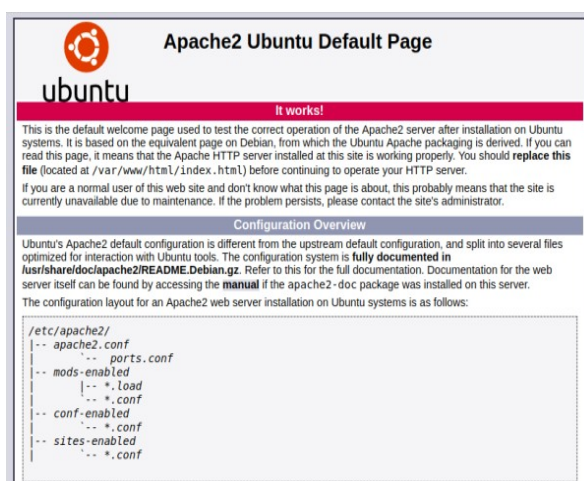 Apache2 Ubuntu Default Page
ubuntu
It works!
This is the default welcome page used to test the correct operation of the Apache2 server after installation on Ubuntu
systems. It is based on the equivalent page on Debian, from which the Ubuntu Apache packaging is derived. If you can
read this page, it means that the Apache HTTP server installed at this site is working properly. You should replace this
file (located at /var/www/html/index.html) before continuing to operate your HTTP server.
If you are a normal user of this web site and don't know what this page is about, this probably means that the site is
currently unavailable due to maintenance. If the problem persists, please contact the site's administrator.
Configuration Overview
Ubuntu's Apache2 default configuration is different from the upstream default configuration, and split into several files
optimized for interaction with Ubuntu tools. The configuration system is fully documented in
/usr/share/doc/apache2/README.Debian.gz. Refer to this for the full documentation. Documentation for the web
server itself can be found by accessing the manual if the apache2-doc package was installed on this server.
The configuration layout for an Apache2 web server installation on Ubuntu systems is as follows:
/etc/apache2/
|-- apache2.conf
|       `--  ports.conf
|-- mods-enabled
|       |-- *.load
|       `-- *.conf
|-- conf-enabled
|       `-- *.conf
|-- sites-enabled
|       `-- *.conf